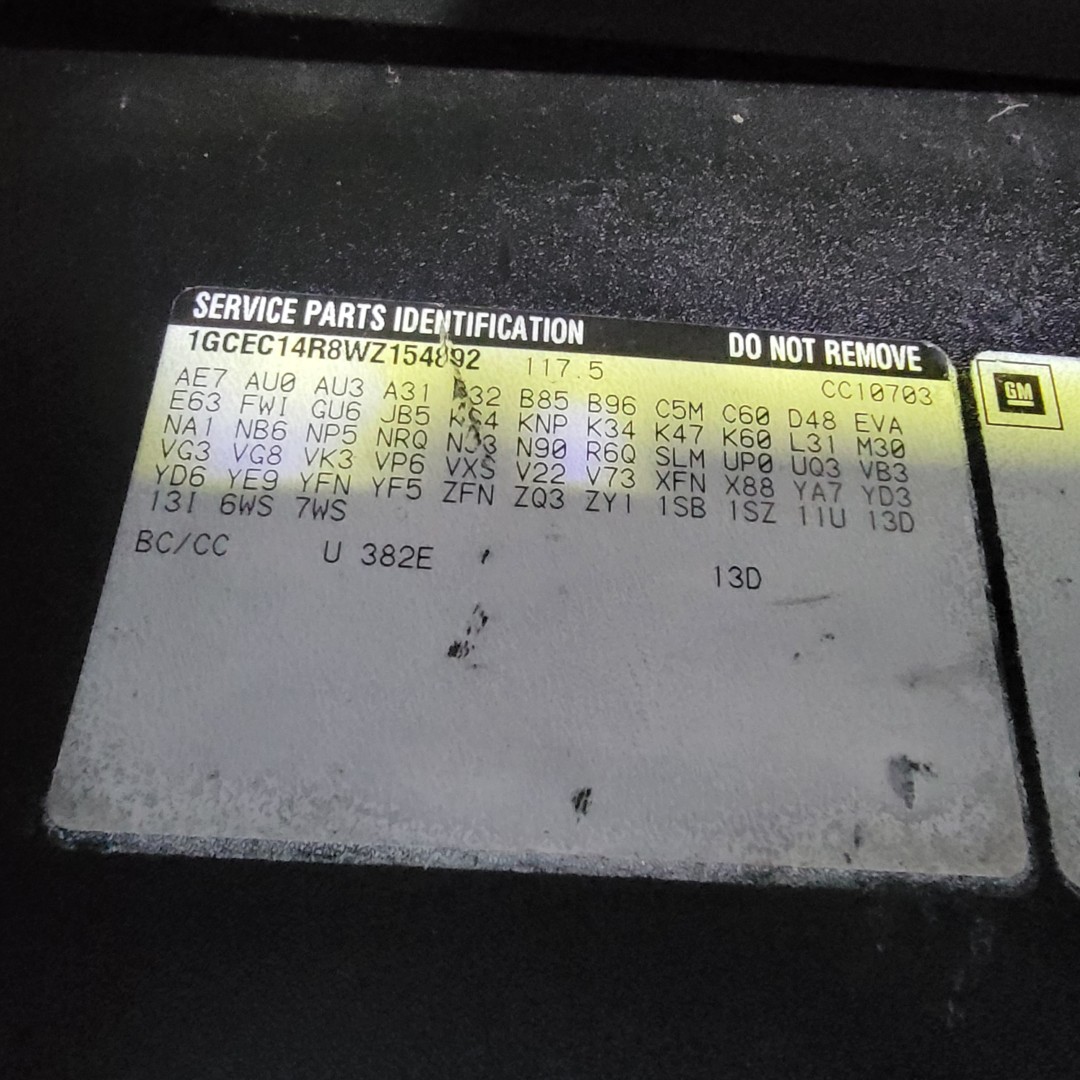 SERVICE PARTS IDENTIFICATION DO NOT REMOVE
1GCEC14R8WZ154892 117.5 CC10703
AE7 AU0 AU3 A31 B85 B96 C5M C60 D48 EVA
E63 FWI GU6 JB5 KNP K34 K47 K60 L31 M30
NA1 NB6 NP5 NRQ N90 R6Q SLM UP0 UQ3 VB3
VG3 VG8 VK3 VP6 VXS V22 V73 XFN X88 YA7 YD3
YD6 YE9 YFN YF5 ZFN ZQ3 ZY1 1SB 1SZ 11U 13D
13I 6WS 7WS
BC/CC U 382E 13D
GM